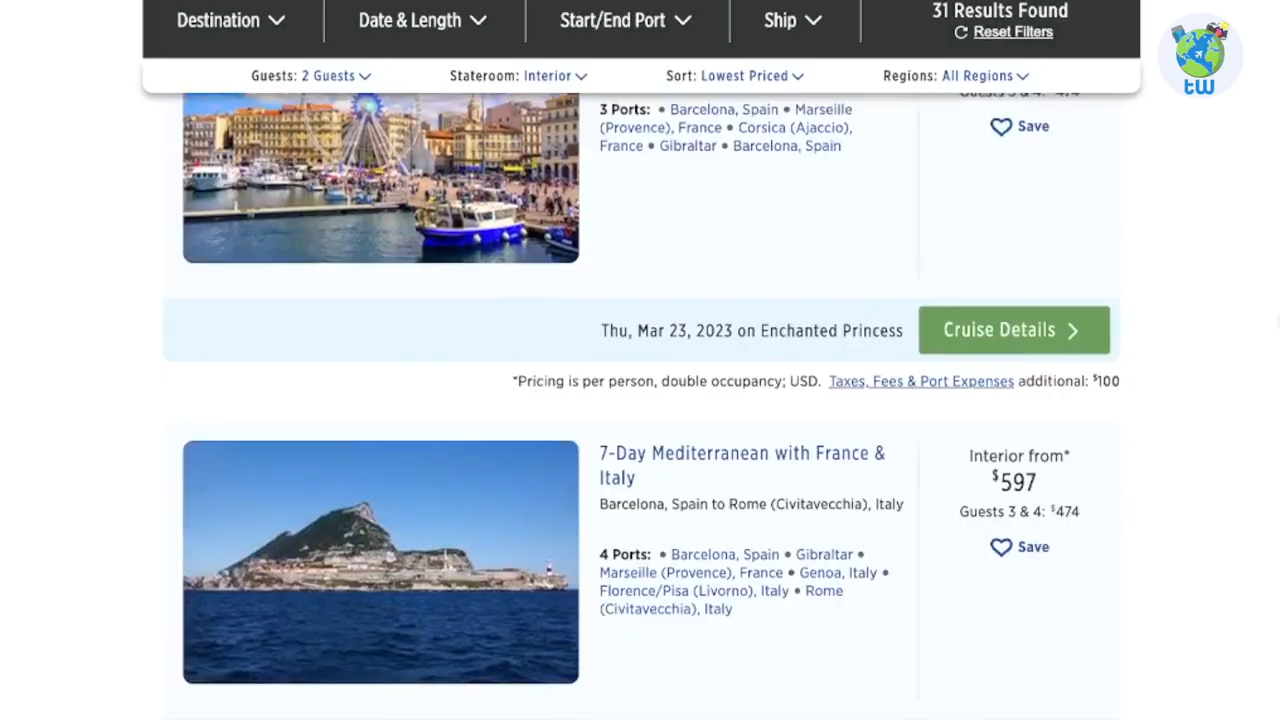 Destination
Date & Length
Start/End Port
Ship
31 Results Found
Reset Filters
Guests: 2 Guests
Stateroom: Interior
Sort: Lowest Priced
Regions: All Regions
tw
3 Ports: • Barcelona, Spain • Marseille
(Provence), France • Corsica (Ajaccio),
France • Gibraltar • Barcelona, Spain
Guests 3 & 4: $474
Save
Thu, Mar 23, 2023 on Enchanted Princess
Cruise Details
*Pricing is per person, double occupancy; USD. Taxes, Fees & Port Expenses additional: $100
7-Day Mediterranean with France &
Italy
Barcelona, Spain to Rome (Civitavecchia), Italy
4 Ports: • Barcelona, Spain • Gibraltar •
Marseille (Provence), France • Genoa, Italy •
Florence/Pisa (Livorno), Italy • Rome
(Civitavecchia), Italy
Interior from*
$597
Guests 3 & 4: $474
Save